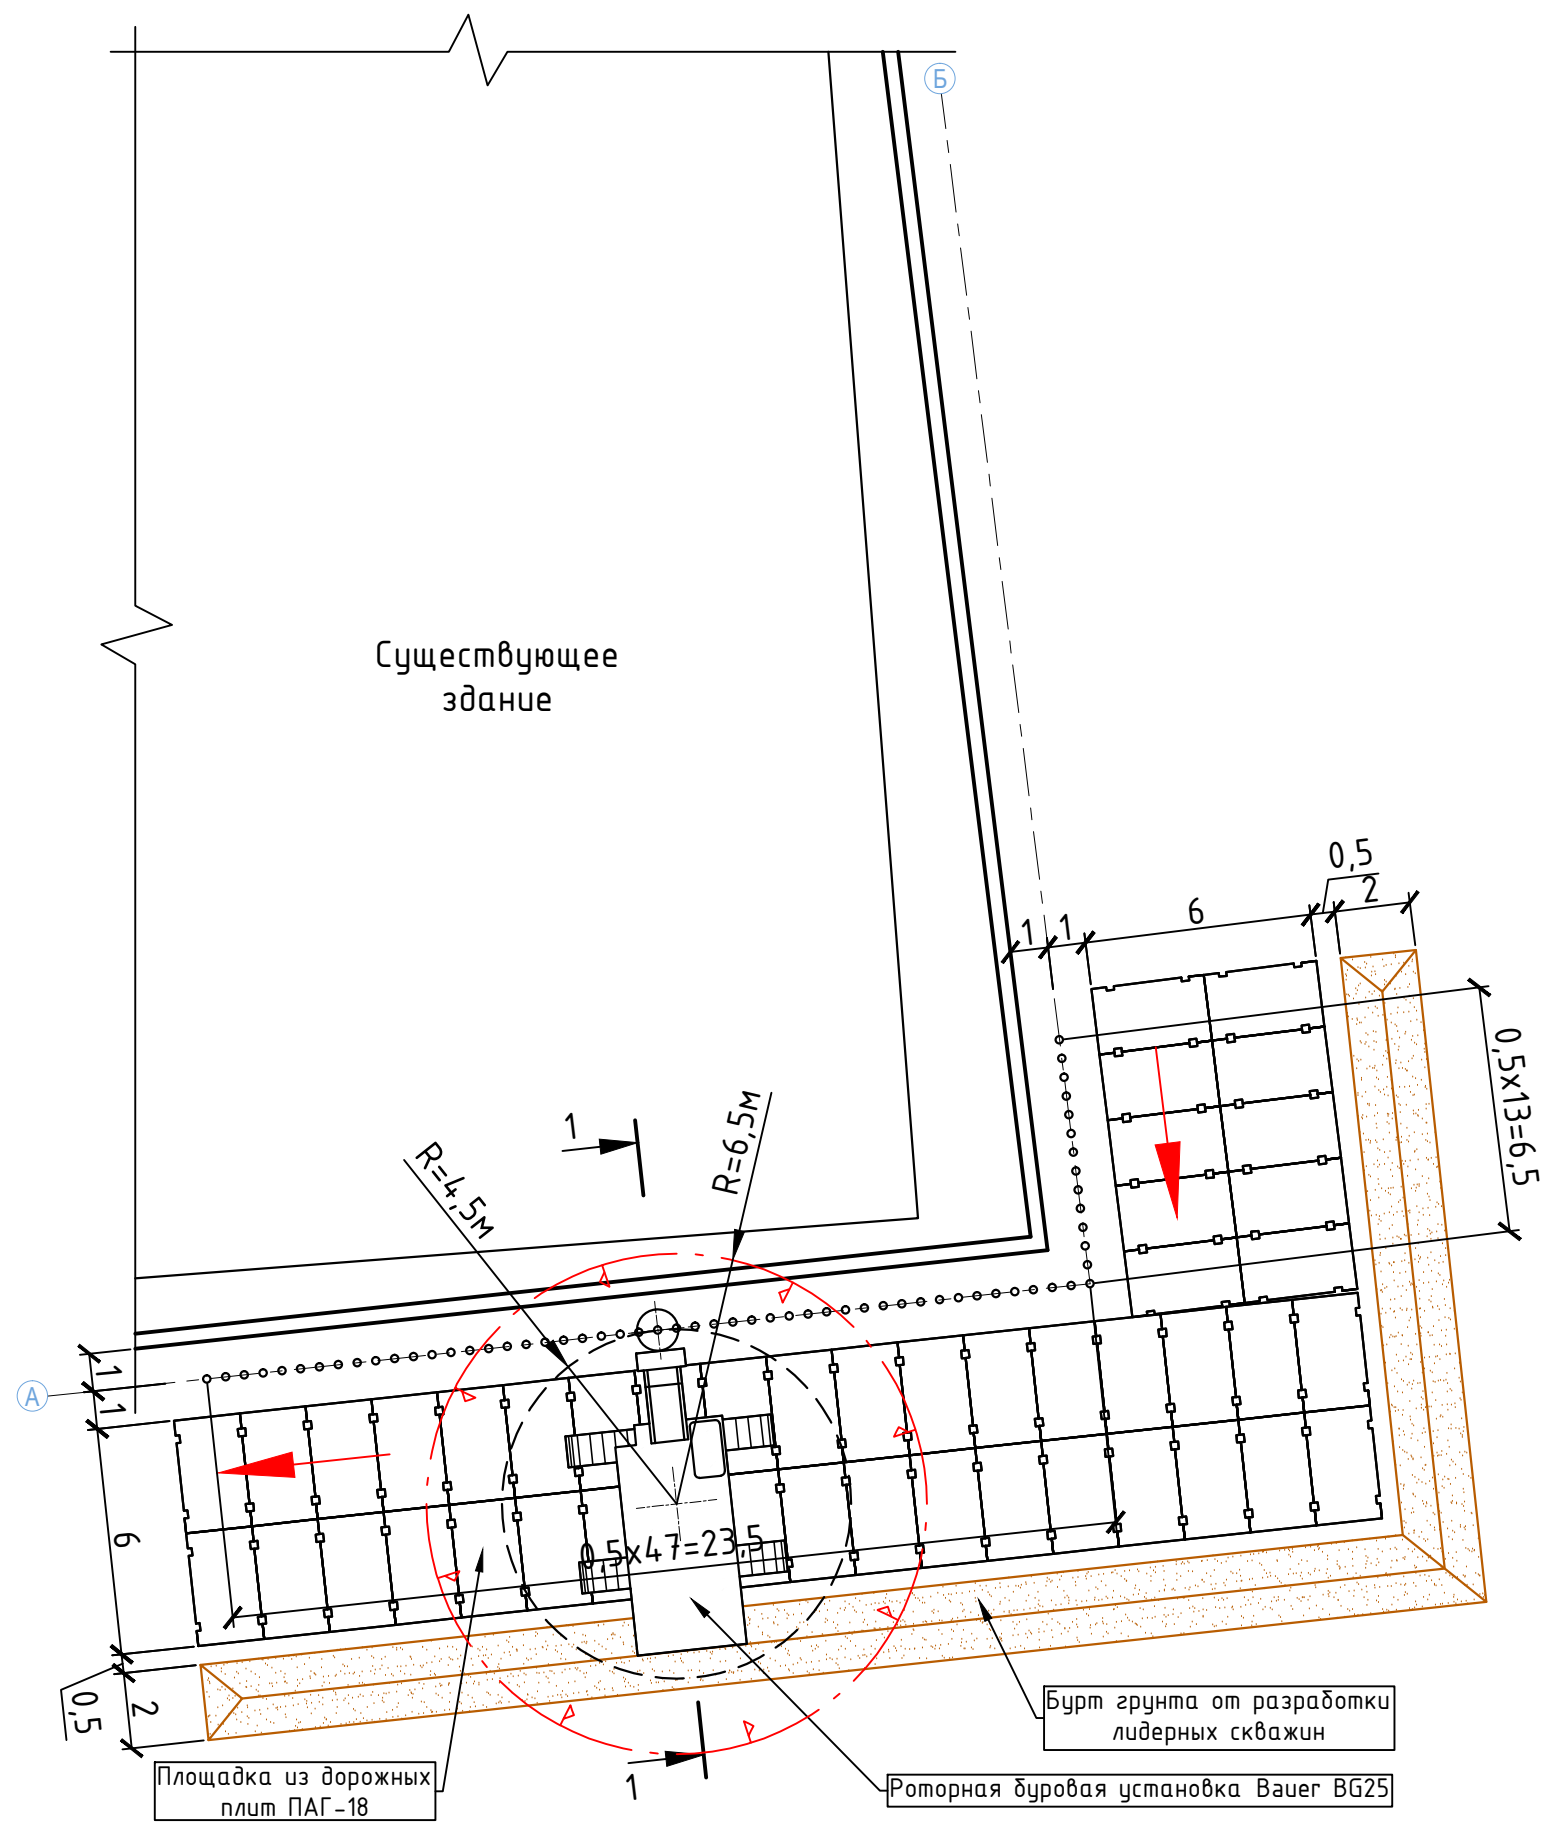 Б
Существующее
здание
0,5
2
6
1
1
0,5х13=6,5
1
R=4,5м
R=6,5м
1
А
1
6
0,5х47=23,5
0,5
2
Бурт грунта от разработки
лидерных скважин
1
Площадка из дорожных
плит ПАГ-18
Роторная буровая установка Bauer BG25